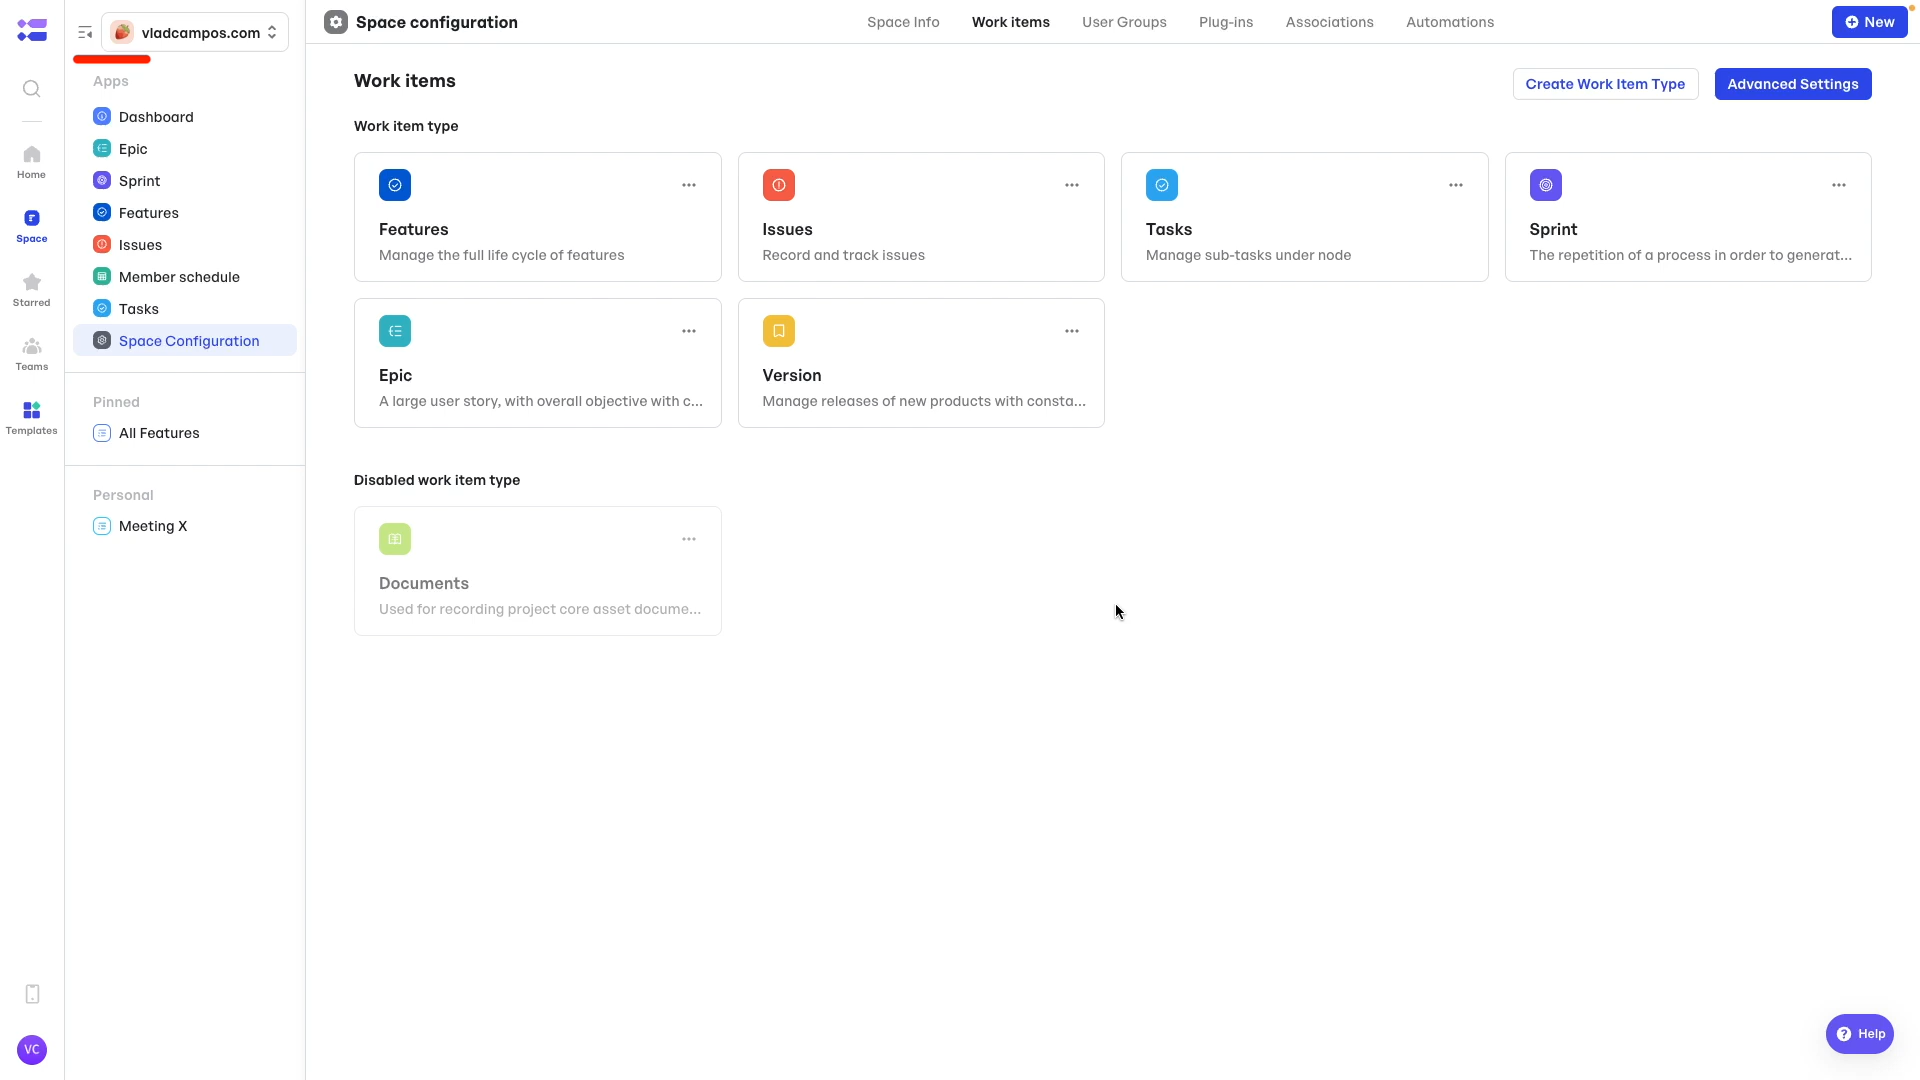 vladcampos.com
Space configuration
Space Info
Work items
User Groups
Plug-ins
Associations
Automations
New
Home
Space
Starred
Teams
Templates
VC
Apps
Dashboard
Epic
Sprint
Features
Issues
Member schedule
Tasks
Space Configuration
Pinned
All Features
Personal
Meeting X
Work items
Create Work Item Type
Advanced Settings
Work item type
Features
Manage the full life cycle of features
Issues
Record and track issues
Tasks
Manage sub-tasks under node
Sprint
The repetition of a process in order to generat...
Epic
A large user story, with overall objective with c...
Version
Manage releases of new products with consta...
Disabled work item type
Documents
Used for recording project core asset docume...
Help